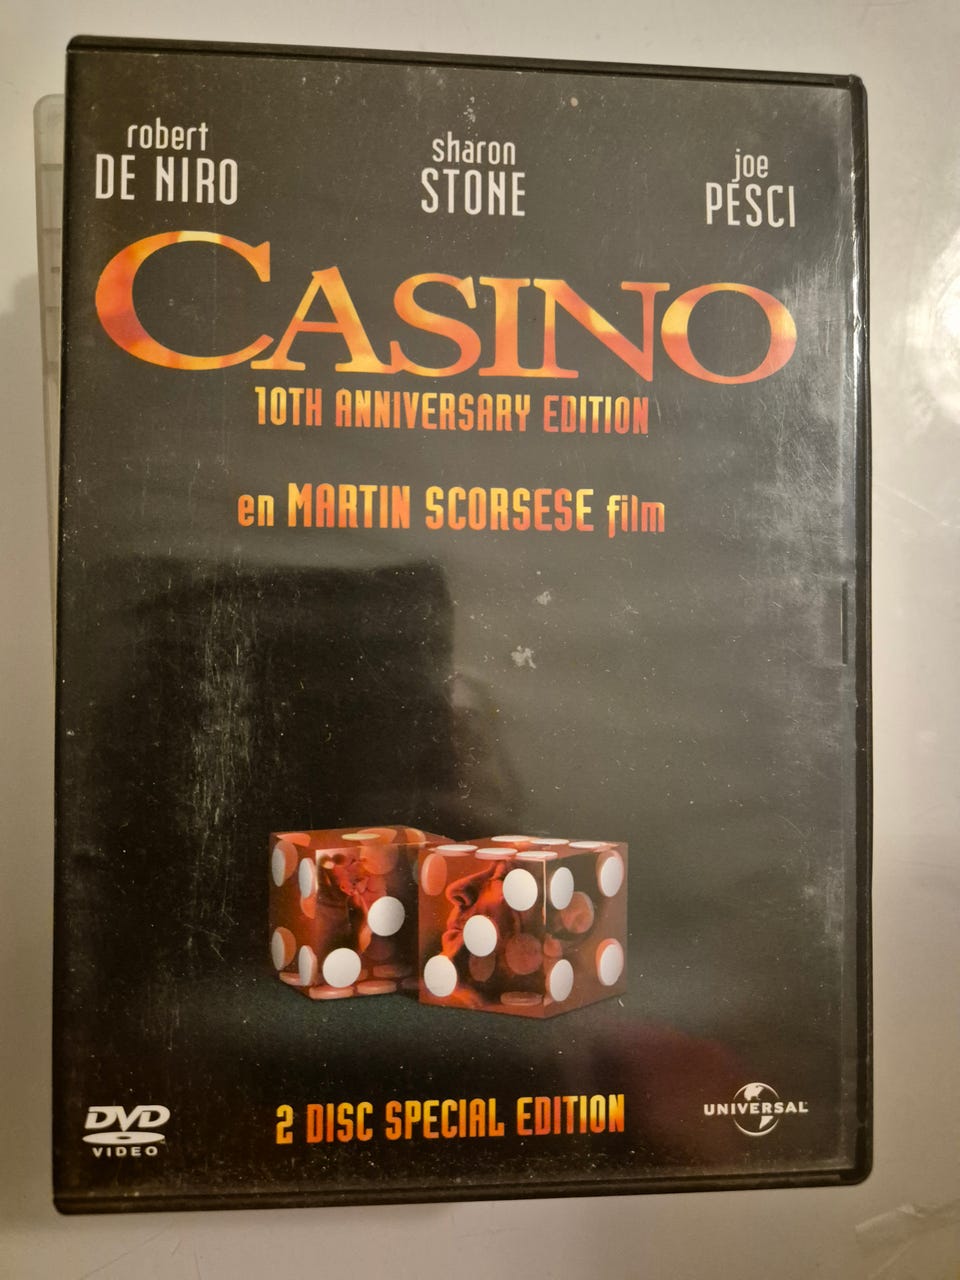 robert
DE NIRO
sharon
STONE
joe
PESCI
CASINO
10TH ANNIVERSARY EDITION
en MARTIN SCORSESE film
2 DISC SPECIAL EDITION
DVD
VIDEO
UNIVERSAL